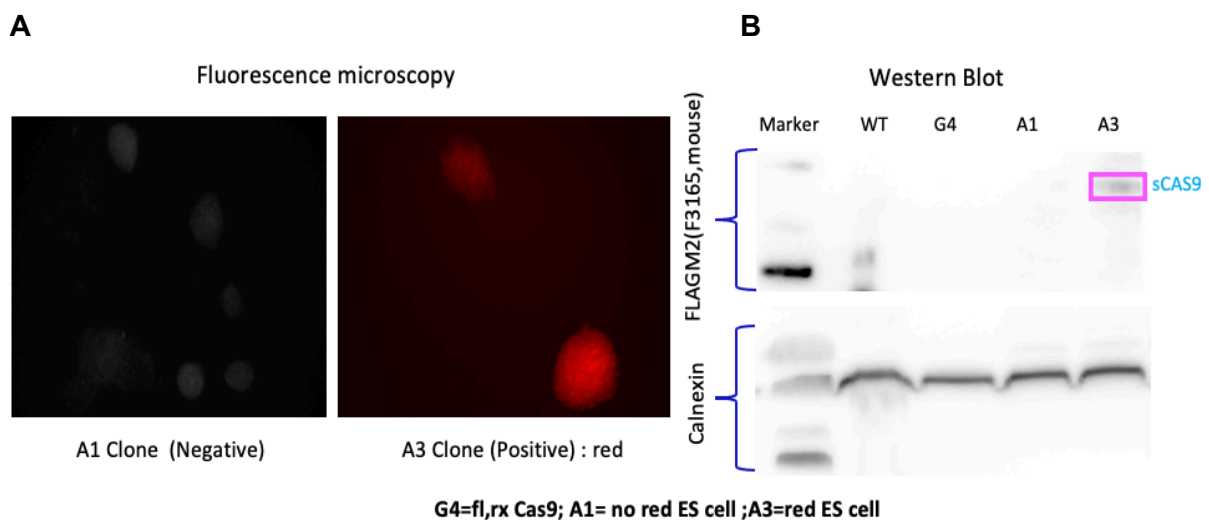 A
B
Fluorescence microscopy
Western Blot
FLAGM2(F3165,mouse)
Marker WT G4 A1 A3
sCAS9
Calnexin
A1 Clone (Negative)
A3 Clone (Positive) : red
G4=fl,rx Cas9; A1= no red ES cell ;A3=red ES cell